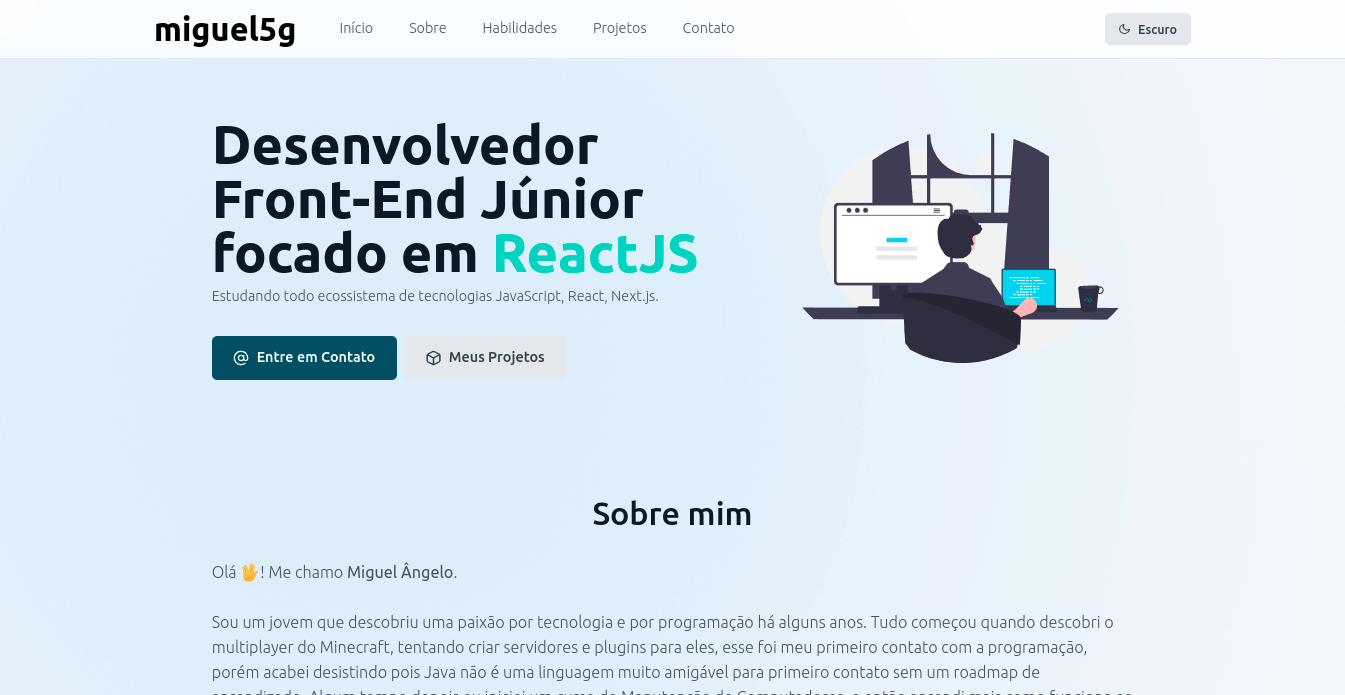 miguel5g
Início Sobre Habilidades Projetos Contato
Escuro
Desenvolvedor
Front-End Júnior
focado em ReactJS
Estudando todo ecossistema de tecnologias JavaScript, React, Next.js.
Entre em Contato Meus Projetos
Sobre mim
Olá 🖖! Me chamo Miguel Ângelo.
Sou um jovem que descobriu uma paixão por tecnologia e por programação há alguns anos. Tudo começou quando descobri o
multiplayer do Minecraft, tentando criar servidores e plugins para eles, esse foi meu primeiro contato com a programação,
porém acabei desistindo pois Java não é uma linguagem muito amigável para primeiro contato sem um roadmap de